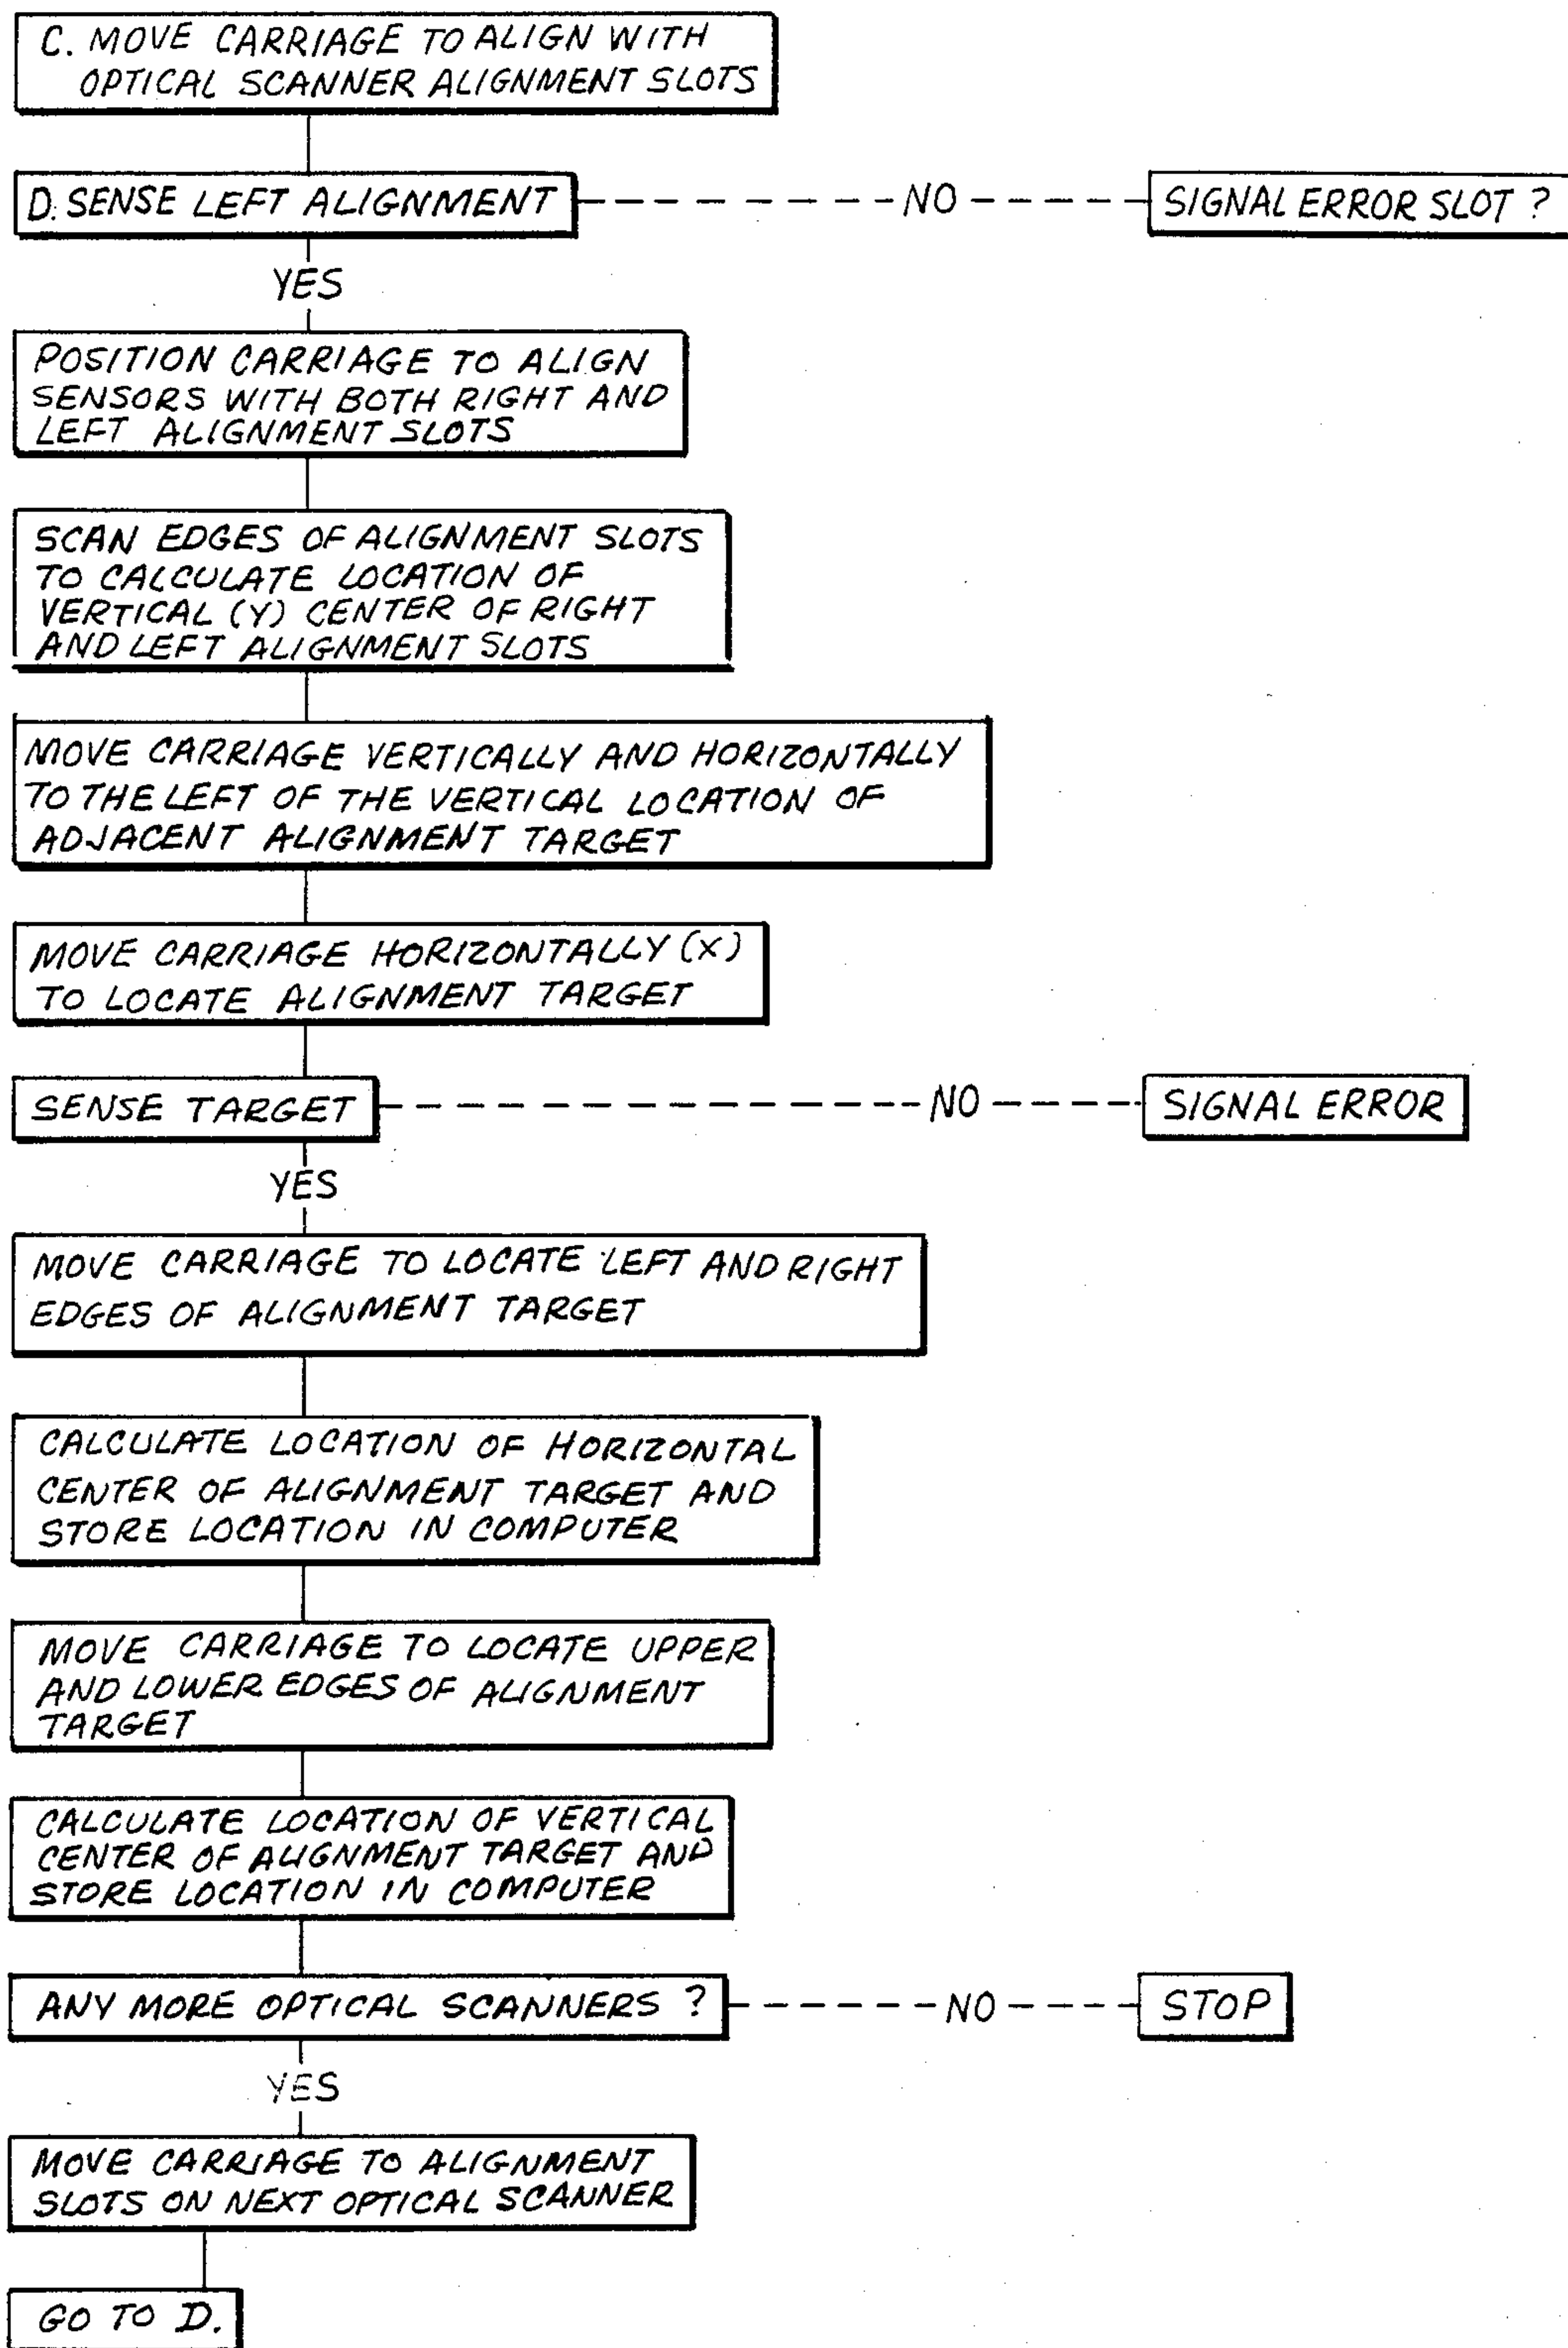 C. MOVE CARRIAGE TO ALIGN WITH
OPTICAL SCANNER ALIGNMENT SLOTS
D. SENSE LEFT ALIGNMENT
NO
SIGNAL ERROR SLOT ?
YES
POSITION CARRIAGE TO ALIGN
SENSORS WITH BOTH RIGHT AND
LEFT ALIGNMENT SLOTS
SCAN EDGES OF ALIGNMENT SLOTS
TO CALCULATE LOCATION OF
VERTICAL (Y) CENTER OF RIGHT
AND LEFT ALIGNMENT SLOTS
MOVE CARRIAGE VERTICALLY AND HORIZONTALLY
TO THE LEFT OF THE VERTICAL LOCATION OF
ADJACENT ALIGNMENT TARGET
MOVE CARRIAGE HORIZONTALLY (X)
TO LOCATE ALIGNMENT TARGET
SENSE TARGET
NO
SIGNAL ERROR
YES
MOVE CARRIAGE TO LOCATE LEFT AND RIGHT
EDGES OF ALIGNMENT TARGET
CALCULATE LOCATION OF HORIZONTAL
CENTER OF ALIGNMENT TARGET AND
STORE LOCATION IN COMPUTER
MOVE CARRIAGE TO LOCATE UPPER
AND LOWER EDGES OF ALIGNMENT
TARGET
CALCULATE LOCATION OF VERTICAL
CENTER OF ALIGNMENT TARGET AND
STORE LOCATION IN COMPUTER
ANY MORE OPTICAL SCANNERS ?
NO
STOP
YES
MOVE CARRIAGE TO ALIGNMENT
SLOTS ON NEXT OPTICAL SCANNER
GO TO D.